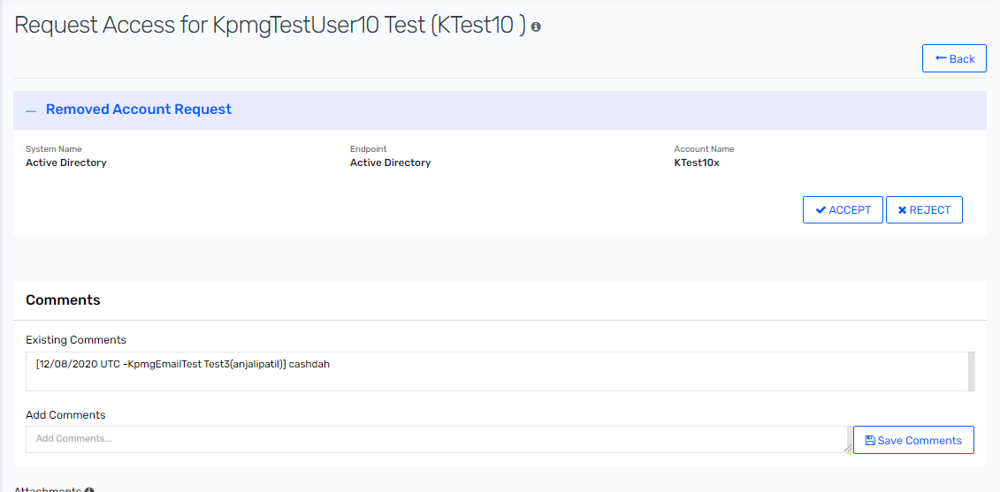 Request Access for KpmgTestUser10 Test (KTest10 )
Back
Removed Account Request
System Name Endpoint Account Name
Active Directory Active Directory KTest10x
ACCEPT REJECT
Comments
Existing Comments
[12/08/2020 UTC -KpmgEmailTest Test3(anjalipatil)] cashdah
Add Comments
Add Comments... Save Comments
Attachments